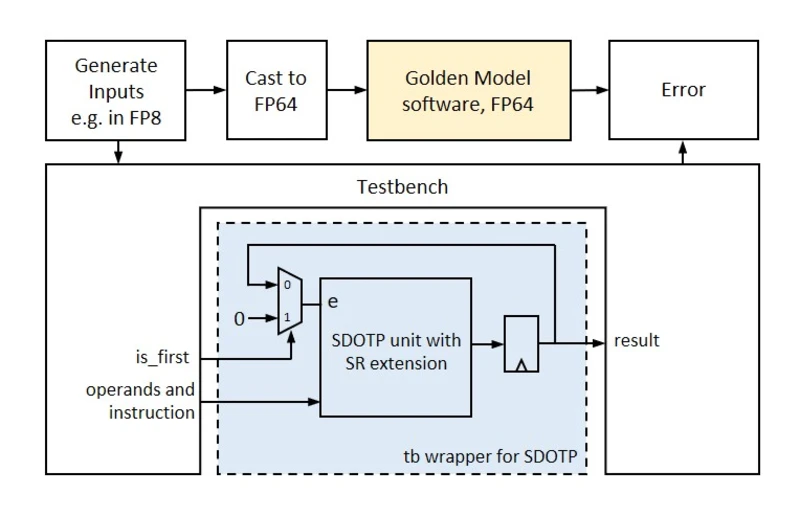 Generate
Inputs
e.g. in FP8
Cast to
FP64
Golden Model
software, FP64
Error
Testbench
0
e
0
1
SDOTP unit with
SR extension
is_first
result
operands and
instruction
tb wrapper for SDOTP